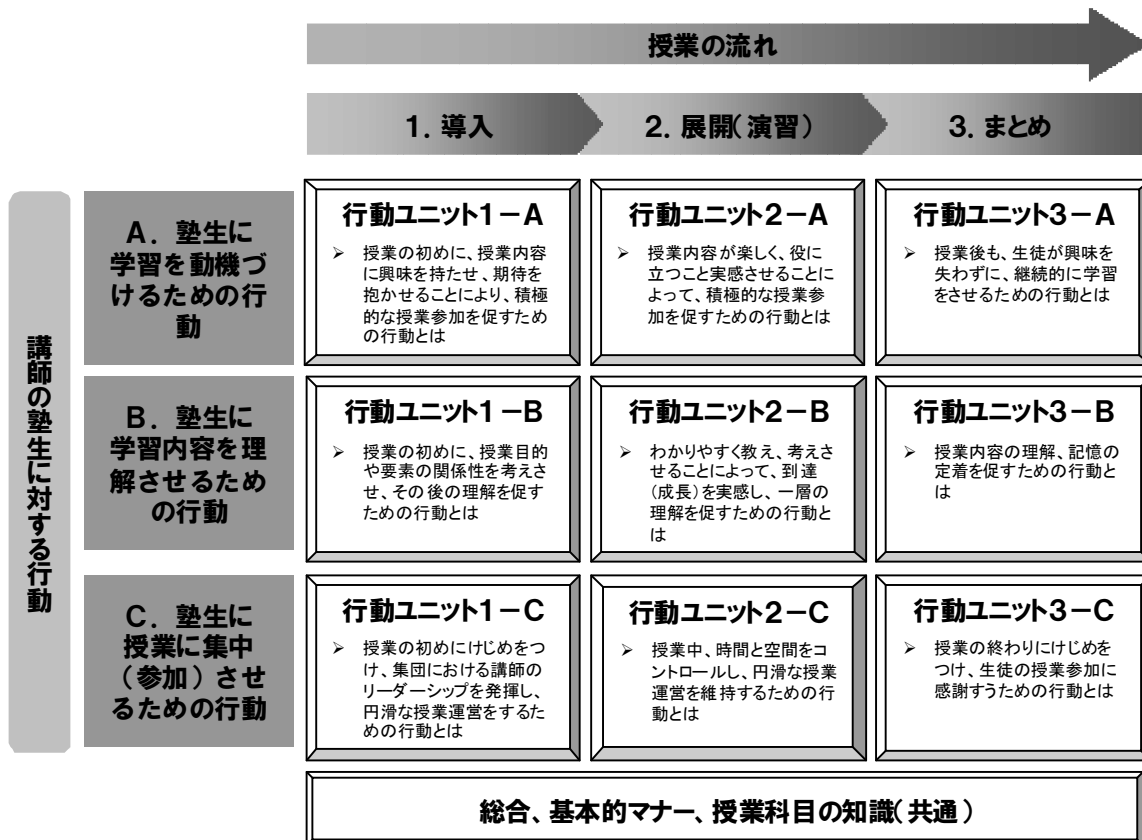 授業の流れ
1. 導入
2. 展開(演習)
3. まとめ
講師の塾生に対する行動
A. 塾生に
学習を動機づ
けるための行
動
行動ユニット1-A
➢ 授業の初めに、授業内容
に興味を持たせ、期待を
抱かせることにより、積極
的な授業参加を促すため
の行動とは
行動ユニット2-A
➢ 授業内容が楽しく、役に
立つこと実感させることに
よって、積極的な授業参
加を促すための行動とは
行動ユニット3-A
➢ 授業後も、生徒が興味を
失わずに、継続的に学習
をさせるための行動とは
B. 塾生に
学習内容を理
解させるため
の行動
行動ユニット1-B
➢ 授業の初めに、授業目的
や要素の関係性を考えさ
せ、その後の理解を促す
ための行動とは
行動ユニット2-B
➢ わかりやすく教え、考えさ
せることによって、到達
(成長)を実感し、一層の
理解を促すための行動と
は
行動ユニット3-B
➢ 授業内容の理解、記憶の
定着を促すための行動と
は
C. 塾生に
授業に集中
(参加)させ
るための行動
行動ユニット1-C
➢ 授業の初めにけじめをつ
け、集団における講師の
リーダーシップを発揮し、
円滑な授業運営をするた
めの行動とは
行動ユニット2-C
➢ 授業中、時間と空間をコ
ントロールし、円滑な授業
運営を維持するための行
動とは
行動ユニット3-C
➢ 授業の終わりにけじめを
つけ、生徒の授業参加に
感謝すうための行動とは
総合、基本的マナー、授業科目の知識(共通)